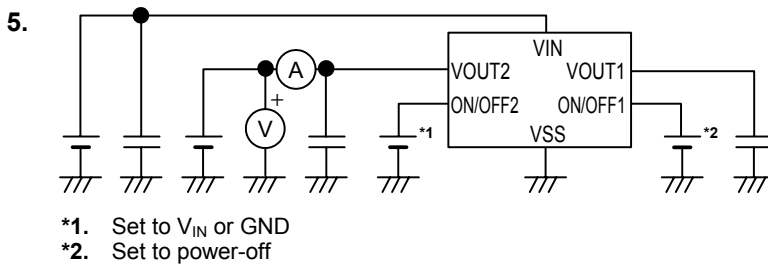 5.
VIN
A
VOUT2
VOUT1
+
V
ON/OFF2
ON/OFF1
*1
*2
VSS
*1. Set to VIN or GND
*2. Set to power-off